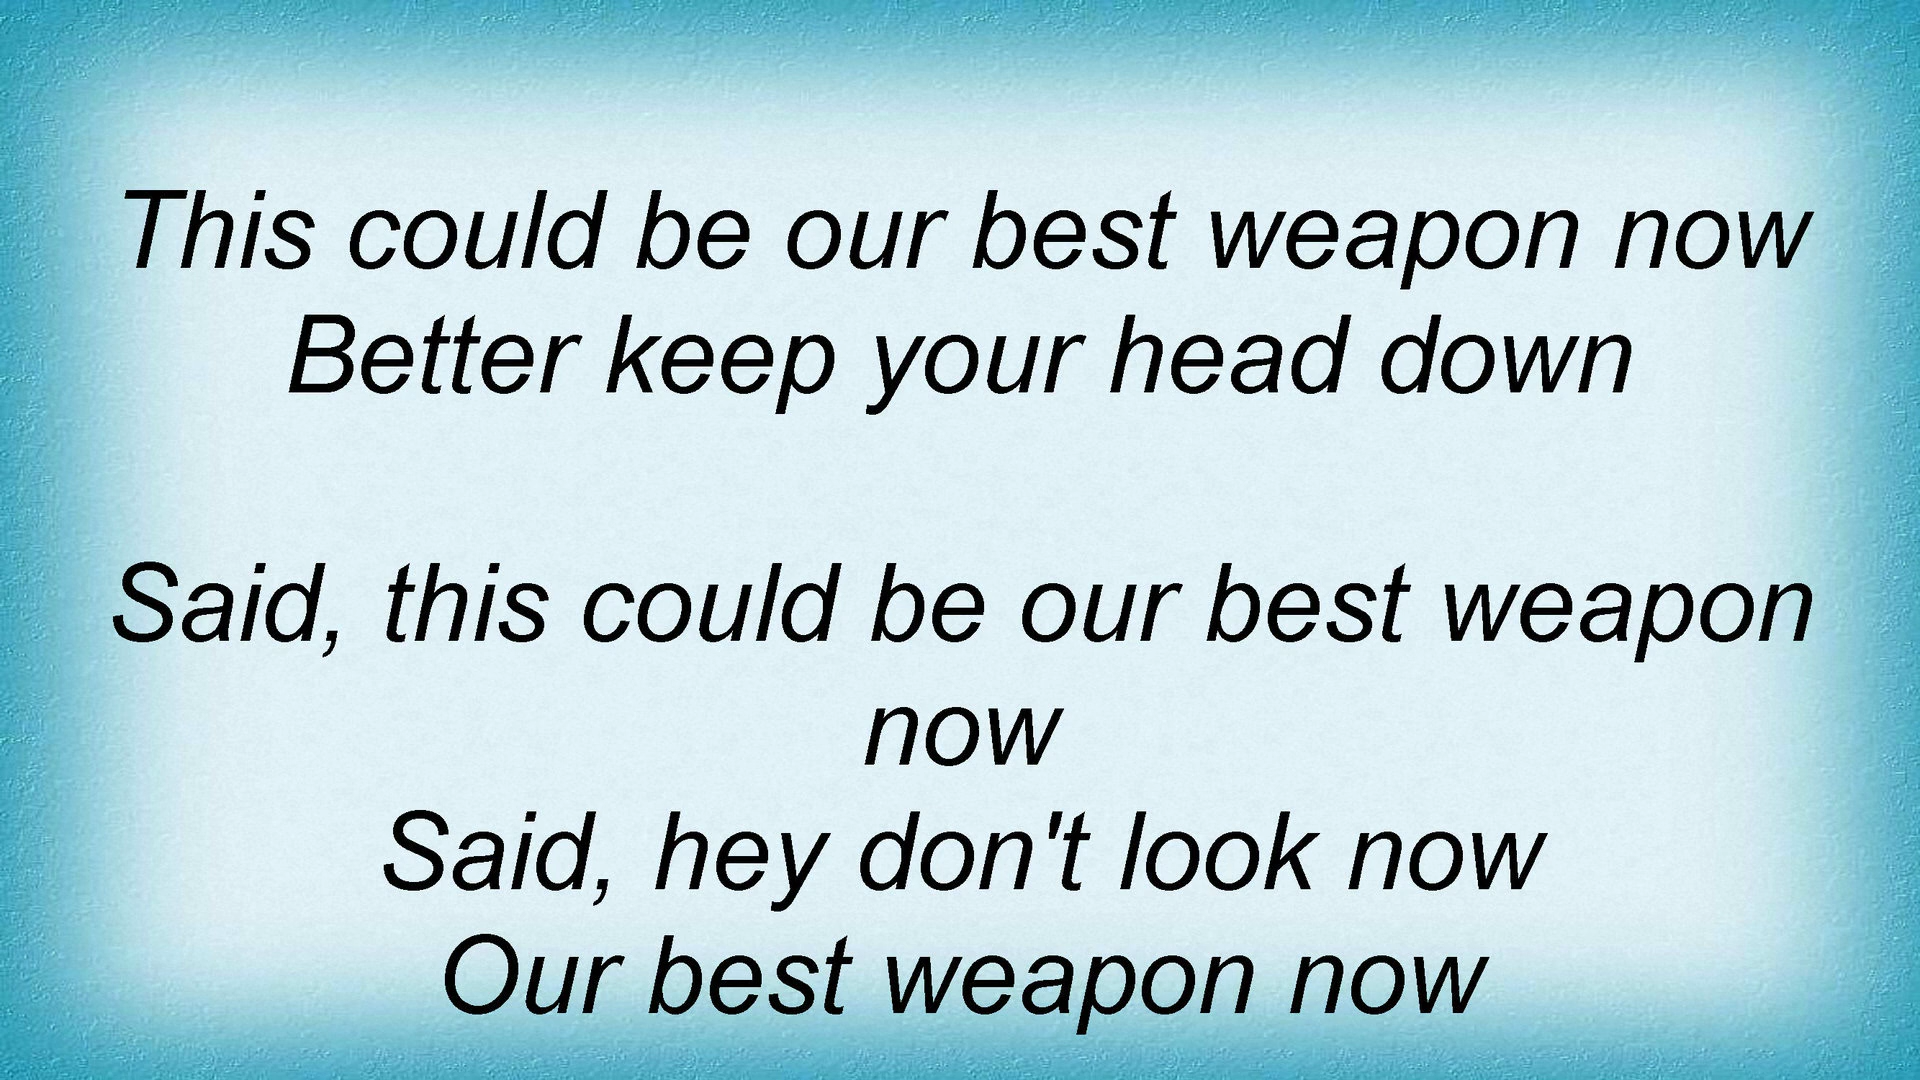 This could be our best weapon now
Better keep your head down
Said, this could be our best weapon
now
Said, hey don't look now
Our best weapon now